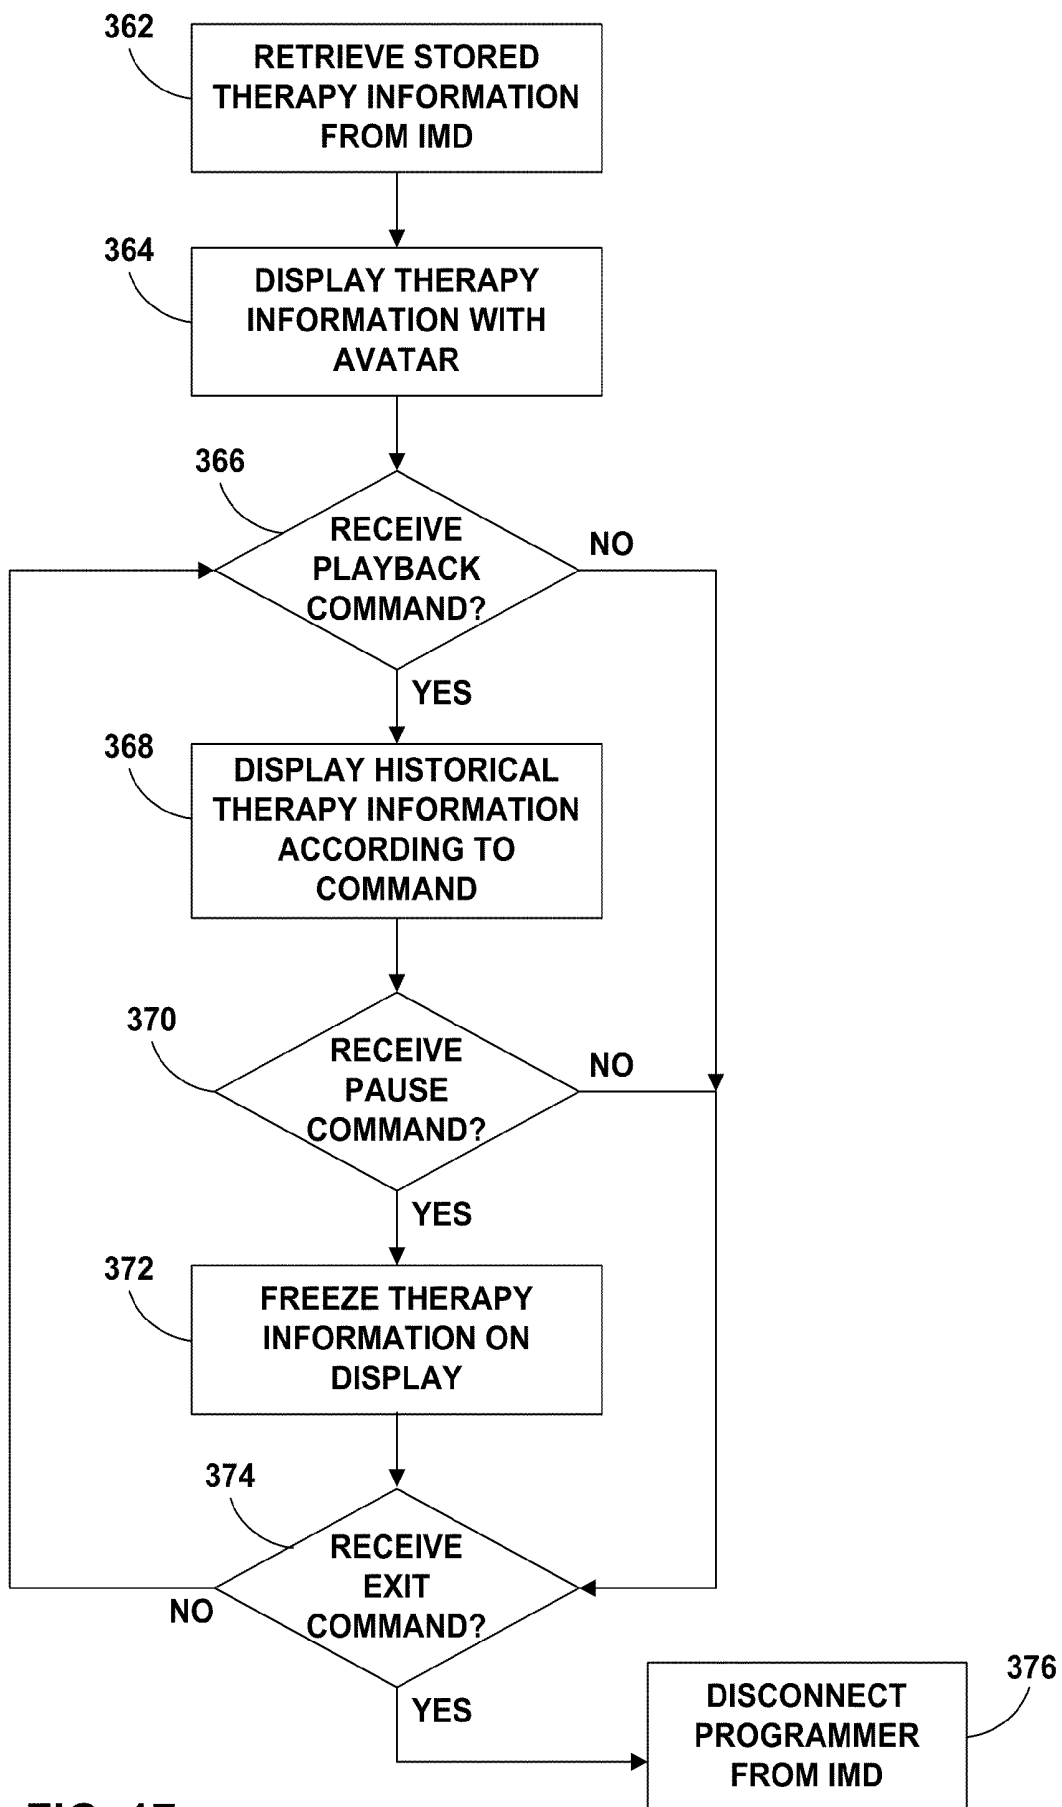 362
RETRIEVE STORED
THERAPY INFORMATION
FROM IMD
364
DISPLAY THERAPY
INFORMATION WITH
AVATAR
366
RECEIVE
PLAYBACK
COMMAND?
NO
YES
368
DISPLAY HISTORICAL
THERAPY INFORMATION
ACCORDING TO
COMMAND
370
RECEIVE
PAUSE
COMMAND?
NO
YES
372
FREEZE THERAPY
INFORMATION ON
DISPLAY
374
RECEIVE
EXIT
COMMAND?
NO
YES
376
DISCONNECT
PROGRAMMER
FROM IMD